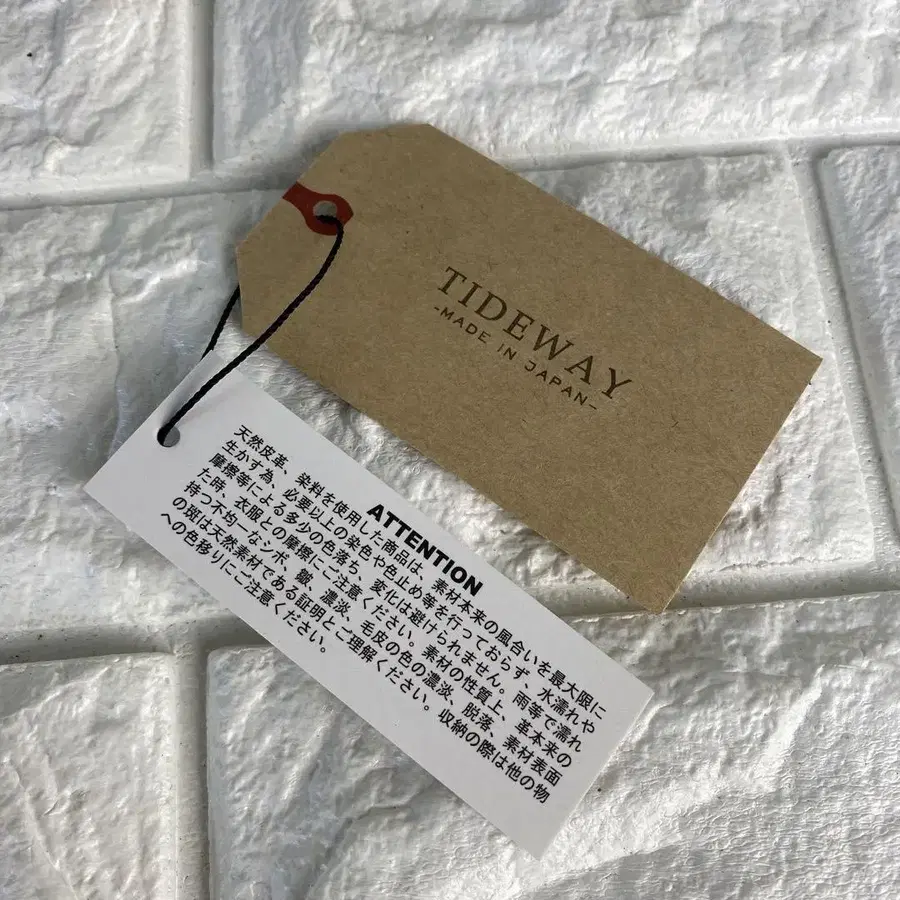 TIDEWAY
-MADE IN JAPAN-
ATTENTION
天然皮革、染料を使用した商品は、素材本来の風合いを最大限に
生かす為、必要以上の染色や色止め等を行っておらず、水濡れや
摩擦等による多少の色落ち、変化は避けられません。雨等で濡れ
た時、衣服との摩擦にご注意ください。素材の性質上、革本来の
持つ不均一なシボ、皺、濃淡、毛皮の色の濃淡、脱落、素材表面
の斑は天然素材である証明とご理解ください。収納の際は他の物
への色移りにご注意ください。